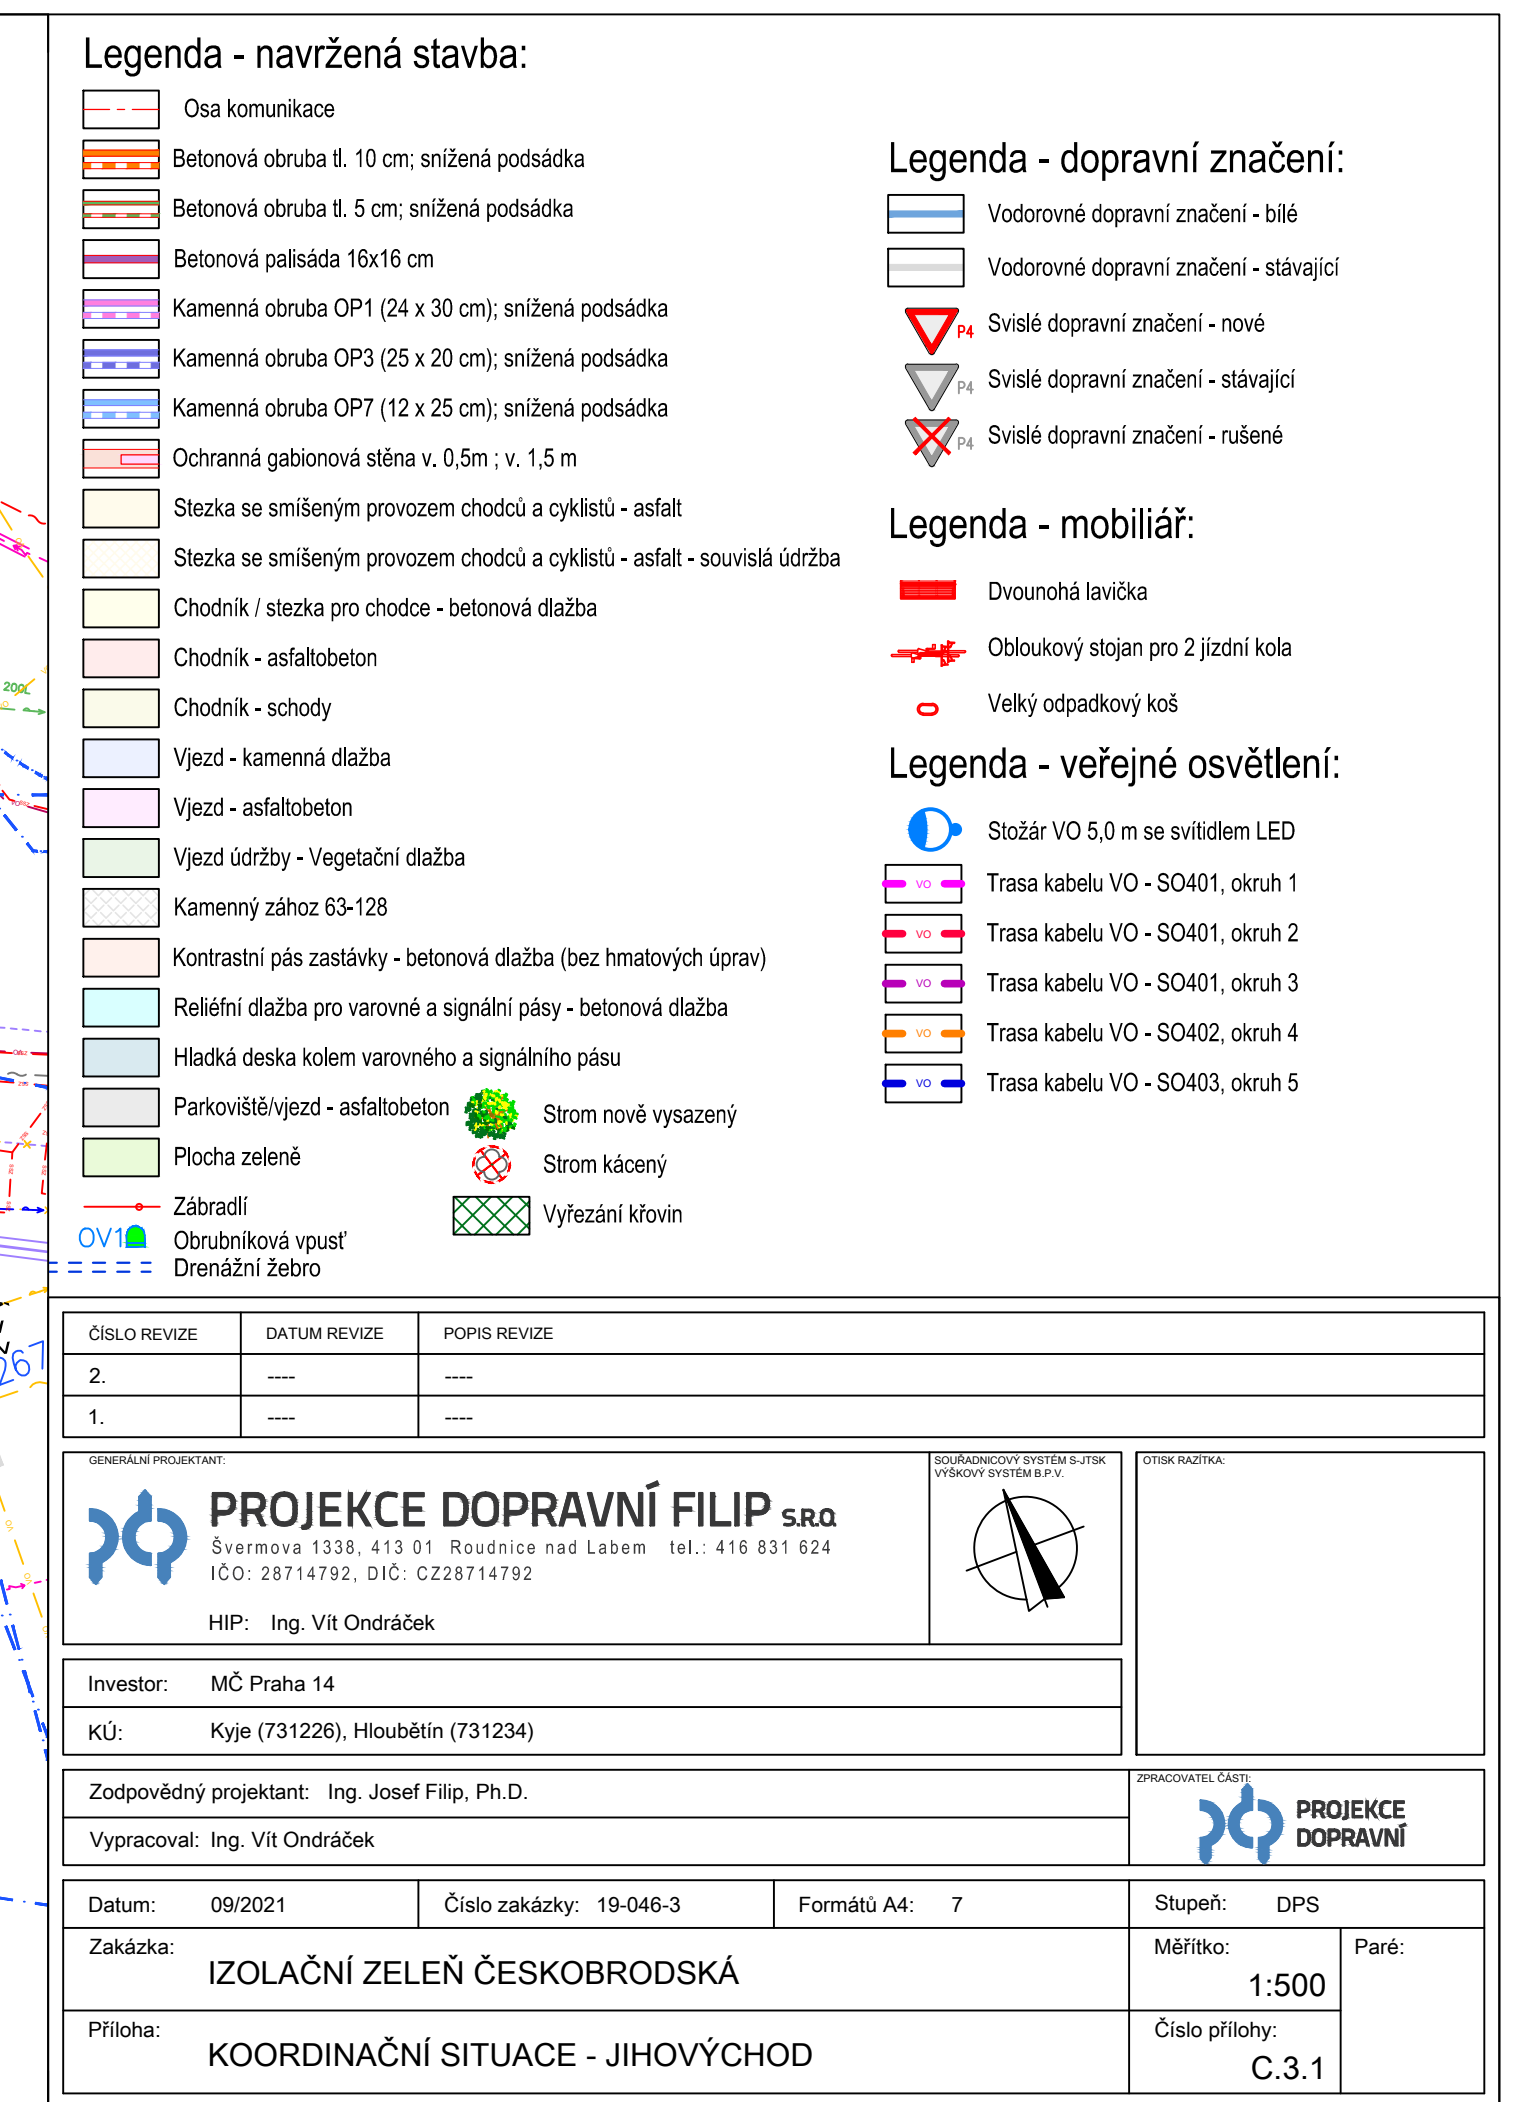 Legenda - navržená stavba:
Osa komunikace
Betonová obruba tl. 10 cm; snížená podsádka
Betonová obruba tl. 5 cm; snížená podsádka
Betonová palisáda 16x16 cm
Kamenná obruba OP1 (24 x 30 cm); snížená podsádka
Kamenná obruba OP3 (25 x 20 cm); snížená podsádka
Kamenná obruba OP7 (12 x 25 cm); snížená podsádka
Ochranná gabionová stěna v. 0,5m ; v. 1,5 m
Stezka se smíšeným provozem chodců a cyklistů - asfalt
Stezka se smíšeným provozem chodců a cyklistů - asfalt - souvislá údržba
Chodník / stezka pro chodce - betonová dlažba
Chodník - asfaltobeton
Chodník - schody
Vjezd - kamenná dlažba
Vjezd - asfaltobeton
Vjezd údržby - Vegetační dlažba
Kamenný zához 63-128
Kontrastní pás zastávky - betonová dlažba (bez hmatových úprav)
Reliéfní dlažba pro varovné a signální pásy - betonová dlažba
Hladká deska kolem varovného a signálního pásu
Parkoviště/vjezd - asfaltobeton
Plocha zeleně
Zábradlí
OV1 Obrubníková vpusť
Drenážní žebro
Strom nově vysazený
Strom kácený
Vyřezání křovin
Legenda - dopravní značení:
Vodorovné dopravní značení - bílé
Vodorovné dopravní značení - stávající
P4 Svislé dopravní značení - nové
P4 Svislé dopravní značení - stávající
P4 Svislé dopravní značení - rušené
Legenda - mobiliář:
Dvounohá lavička
Obloukový stojan pro 2 jízdní kola
Velký odpadkový koš
Legenda - veřejné osvětlení:
Stožár VO 5,0 m se svítidlem LED
VO Trasa kabelu VO - SO401, okruh 1
VO Trasa kabelu VO - SO401, okruh 2
VO Trasa kabelu VO - SO401, okruh 3
VO Trasa kabelu VO - SO402, okruh 4
VO Trasa kabelu VO - SO403, okruh 5
200L
267
ČÍSLO REVIZE DATUM REVIZE POPIS REVIZE
2. ---- ----
1. ---- ----
GENERÁLNÍ PROJEKTANT:
PROJEKCE DOPRAVNÍ FILIP S.R.O.
Švermova 1338, 413 01 Roudnice nad Labem tel.: 416 831 624
IČO: 28714792, DIČ: CZ28714792
HIP: Ing. Vít Ondráček
SOUŘADNICOVÝ SYSTÉM S-JTSK
VÝŠKOVÝ SYSTÉM B.P.V.
OTISK RAZÍTKA:
Investor: MČ Praha 14
KÚ: Kyje (731226), Hloubětín (731234)
Zodpovědný projektant: Ing. Josef Filip, Ph.D.
Vypracoval: Ing. Vít Ondráček
ZPRACOVATEL ČÁSTI:
PROJEKCE
DOPRAVNÍ
Datum: 09/2021 Číslo zakázky: 19-046-3 Formátů A4: 7 Stupeň: DPS
Zakázka:
IZOLAČNÍ ZELEŇ ČESKOBRODSKÁ
Měřítko:
1:500
Paré:
Příloha:
KOORDINAČNÍ SITUACE - JIHOVÝCHOD
Číslo přílohy:
C.3.1